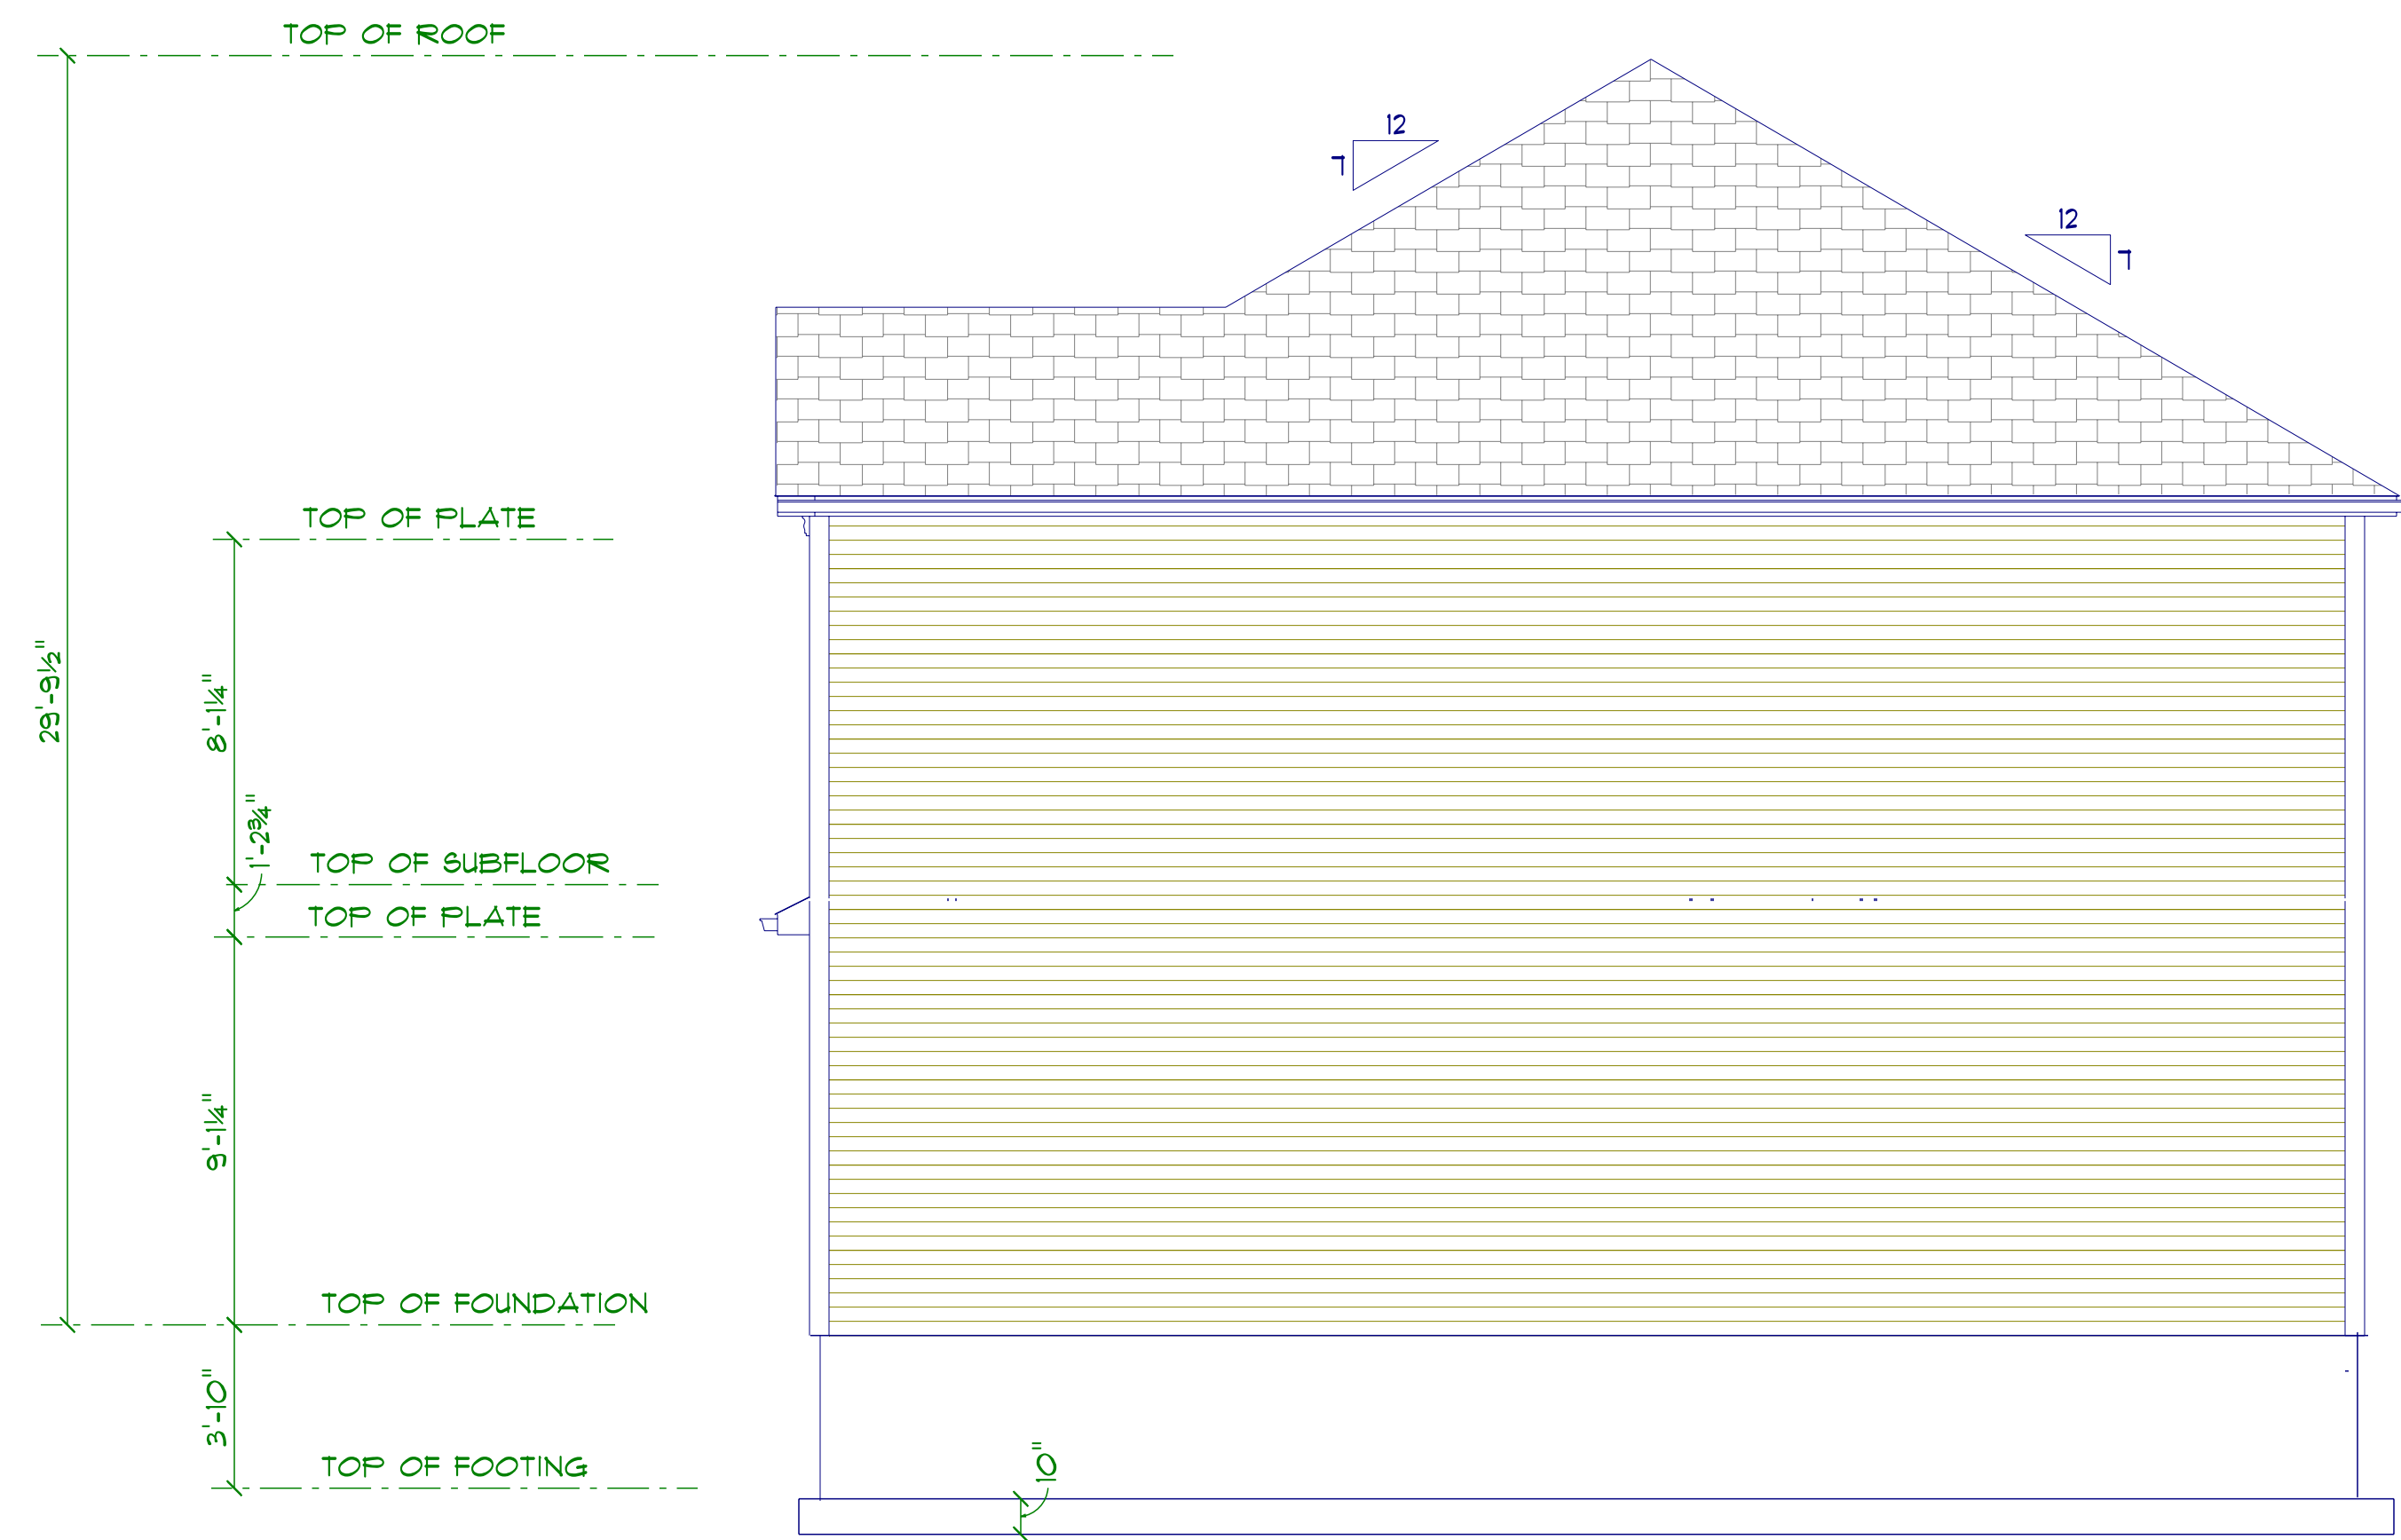 TOP OF ROOF
12
7
12
7
TOP OF PLATE
29'-9½"
8'-1¼"
1'-2¾"
TOP OF SUBFLOOR
TOP OF PLATE
9'-1¼"
TOP OF FOUNDATION
3'-10"
TOP OF FOOTING
10"